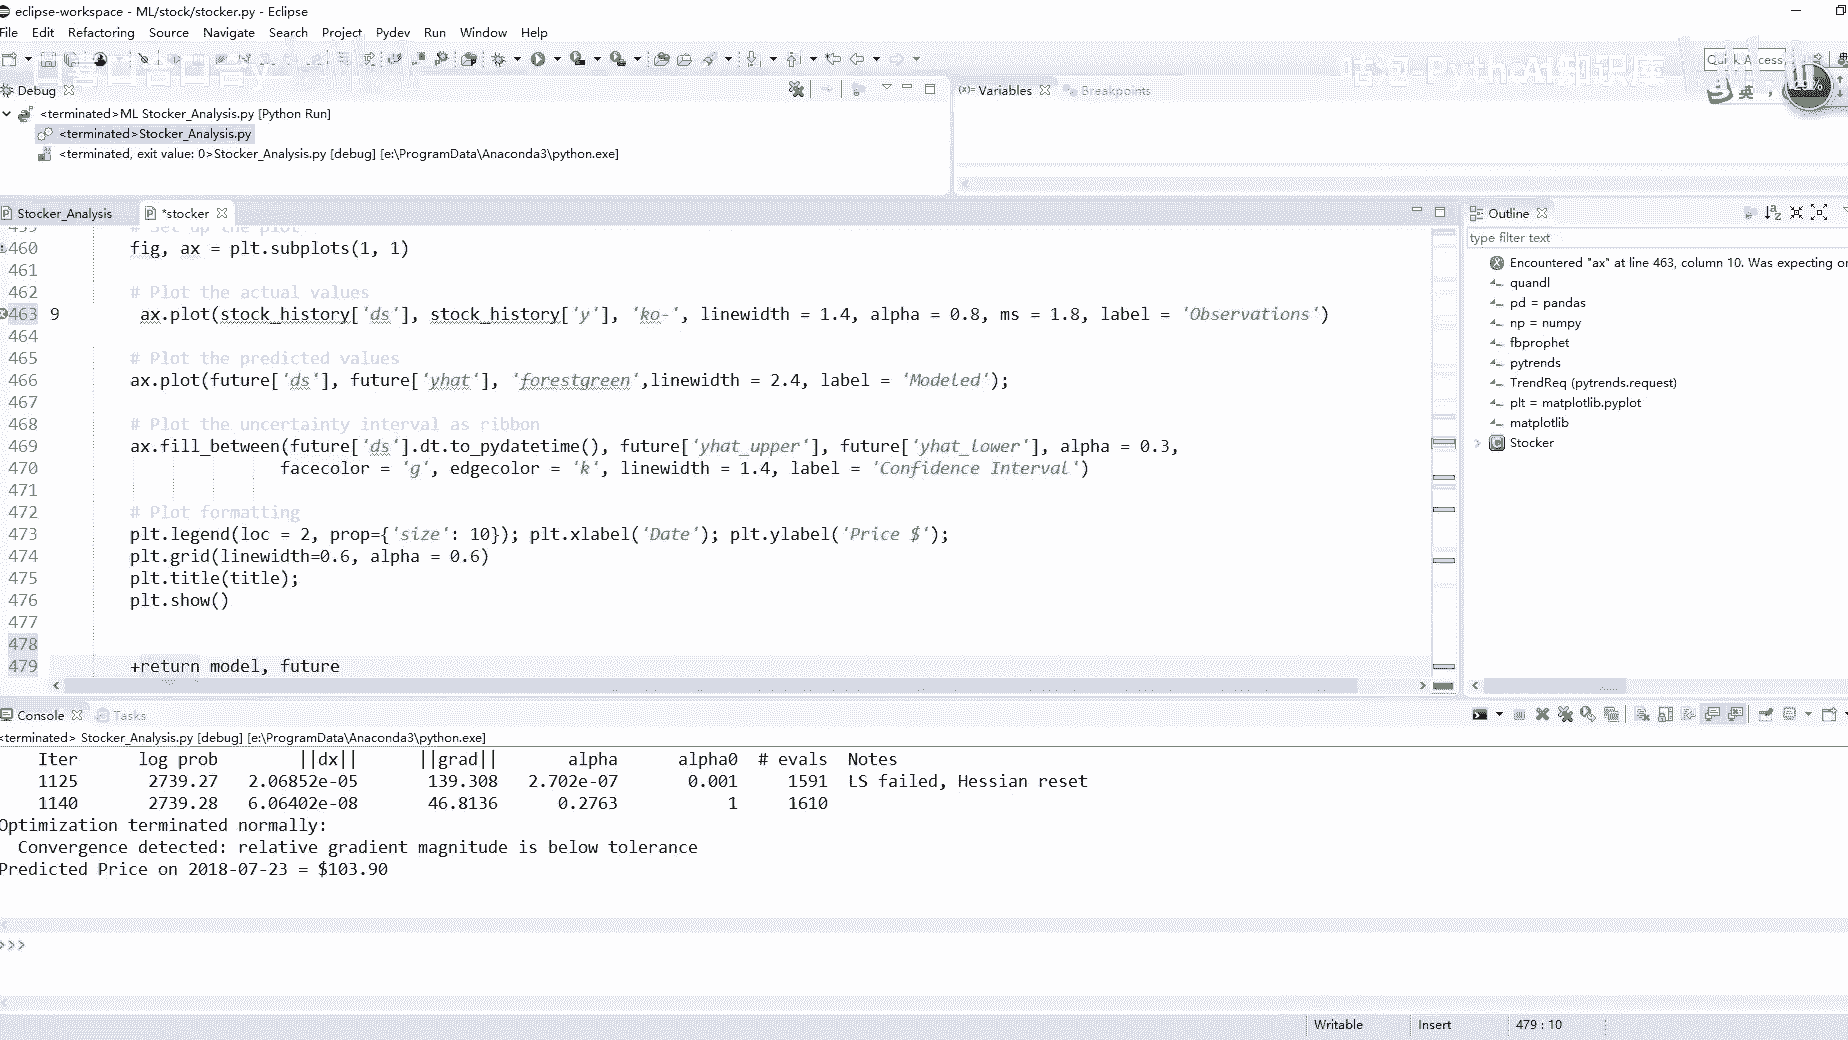 eclipse-workspace - ML/stock/stocker.py - Eclipse
File Edit Refactoring Source Navigate Search Project Pydev Run Window Help
Quick Access
Debug
(x)= Variables Breakpoints
<terminated>ML Stocker_Analysis.py [Python Run]
<terminated>Stocker_Analysis.py
<terminated, exit value: 0>Stocker_Analysis.py [debug] [e:\ProgramData\Anaconda3\python.exe]
Stocker_Analysis *stocker
Outline
type filter text
459 # Set up the plot
460 fig, ax = plt.subplots(1, 1)
461
462 # Plot the actual values
463 9 ax.plot(stock_history['ds'], stock_history['y'], 'ko-', linewidth = 1.4, alpha = 0.8, ms = 1.8, label = 'Observations')
464
465 # Plot the predicted values
466 ax.plot(future['ds'], future['yhat'], 'forestgreen',linewidth = 2.4, label = 'Modeled');
467
468 # Plot the uncertainty interval as ribbon
469 ax.fill_between(future['ds'].dt.to_pydatetime(), future['yhat_upper'], future['yhat_lower'], alpha = 0.3,
470 facecolor = 'g', edgecolor = 'k', linewidth = 1.4, label = 'Confidence Interval')
471
472 # Plot formatting
473 plt.legend(loc = 2, prop={'size': 10}); plt.xlabel('Date'); plt.ylabel('Price $');
474 plt.grid(linewidth=0.6, alpha = 0.6)
475 plt.title(title);
476 plt.show()
477
478
479 +return model, future
Encountered "ax" at line 463, column 10. Was expecting
quandl
pd = pandas
np = numpy
fbprophet
pytrends
TrendReq (pytrends.request)
plt = matplotlib.pyplot
matplotlib
Stocker
Console Tasks
<terminated> Stocker_Analysis.py [debug] [e:\ProgramData\Anaconda3\python.exe]
Iter log prob ||dx|| ||grad|| alpha alpha0 # evals Notes
1125 2739.27 2.06852e-05 139.308 2.702e-07 0.001 1591 LS failed, Hessian reset
1140 2739.28 6.06402e-08 46.8136 0.2763 1 1610
Optimization terminated normally:
Convergence detected: relative gradient magnitude is below tolerance
Predicted Price on 2018-07-23 = $103.90
>>>
Writable Insert 479 : 10